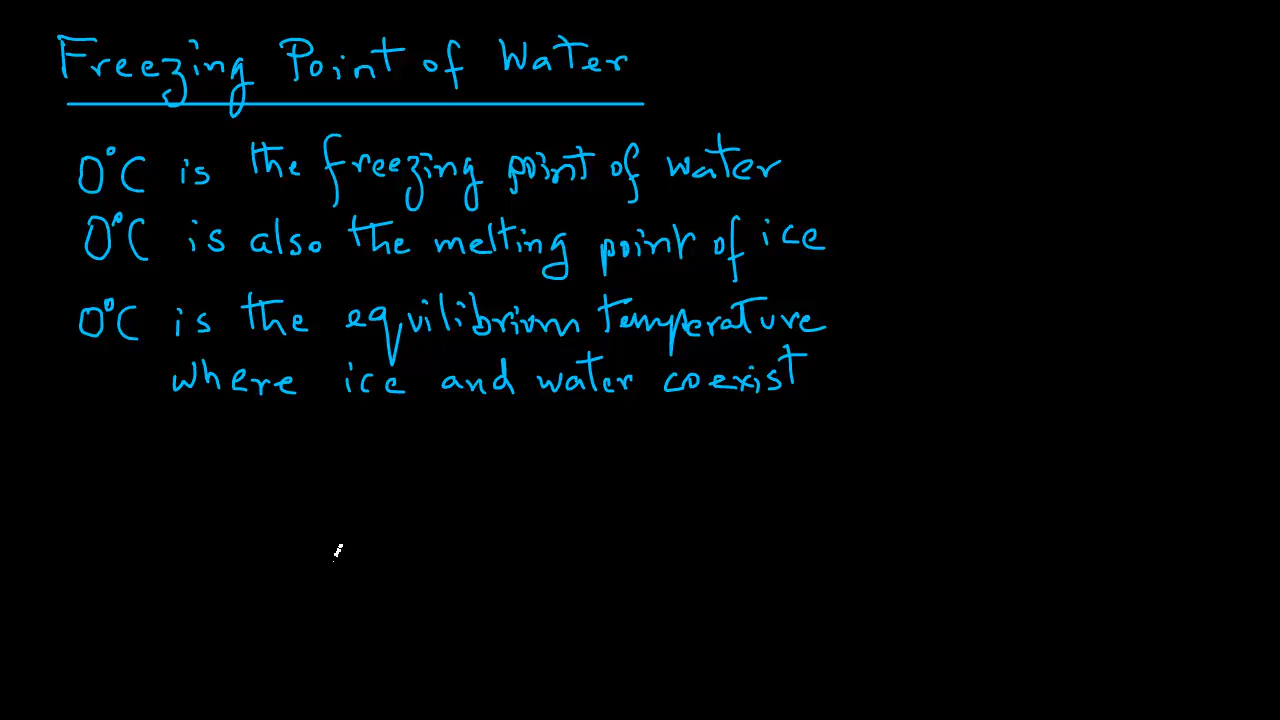 Freezing Point of Water
0°C is the freezing point of water
0°C is also the melting point of ice
0°C is the equilibrium temperature
where ice and water coexist